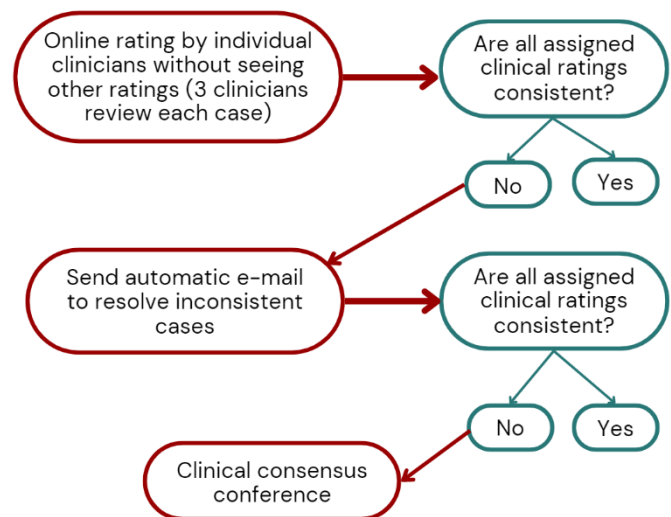 Online rating by individual
clinicians without seeing
other ratings (3 clinicians
review each case)
Are all assigned
clinical ratings
consistent?
No
Yes
Send automatic e-mail
to resolve inconsistent
cases
Are all assigned
clinical ratings
consistent?
No
Yes
Clinical consensus
conference